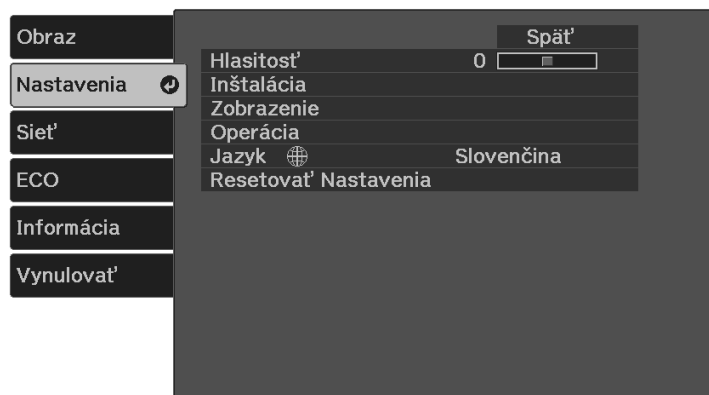 Obraz
Nastavenia
Sieť
ECO
Informácia
Vynulovať
Späť
Hlasitosť 0
Inštalácia
Zobrazenie
Operácia
Jazyk Slovenčina
Resetovať Nastavenia